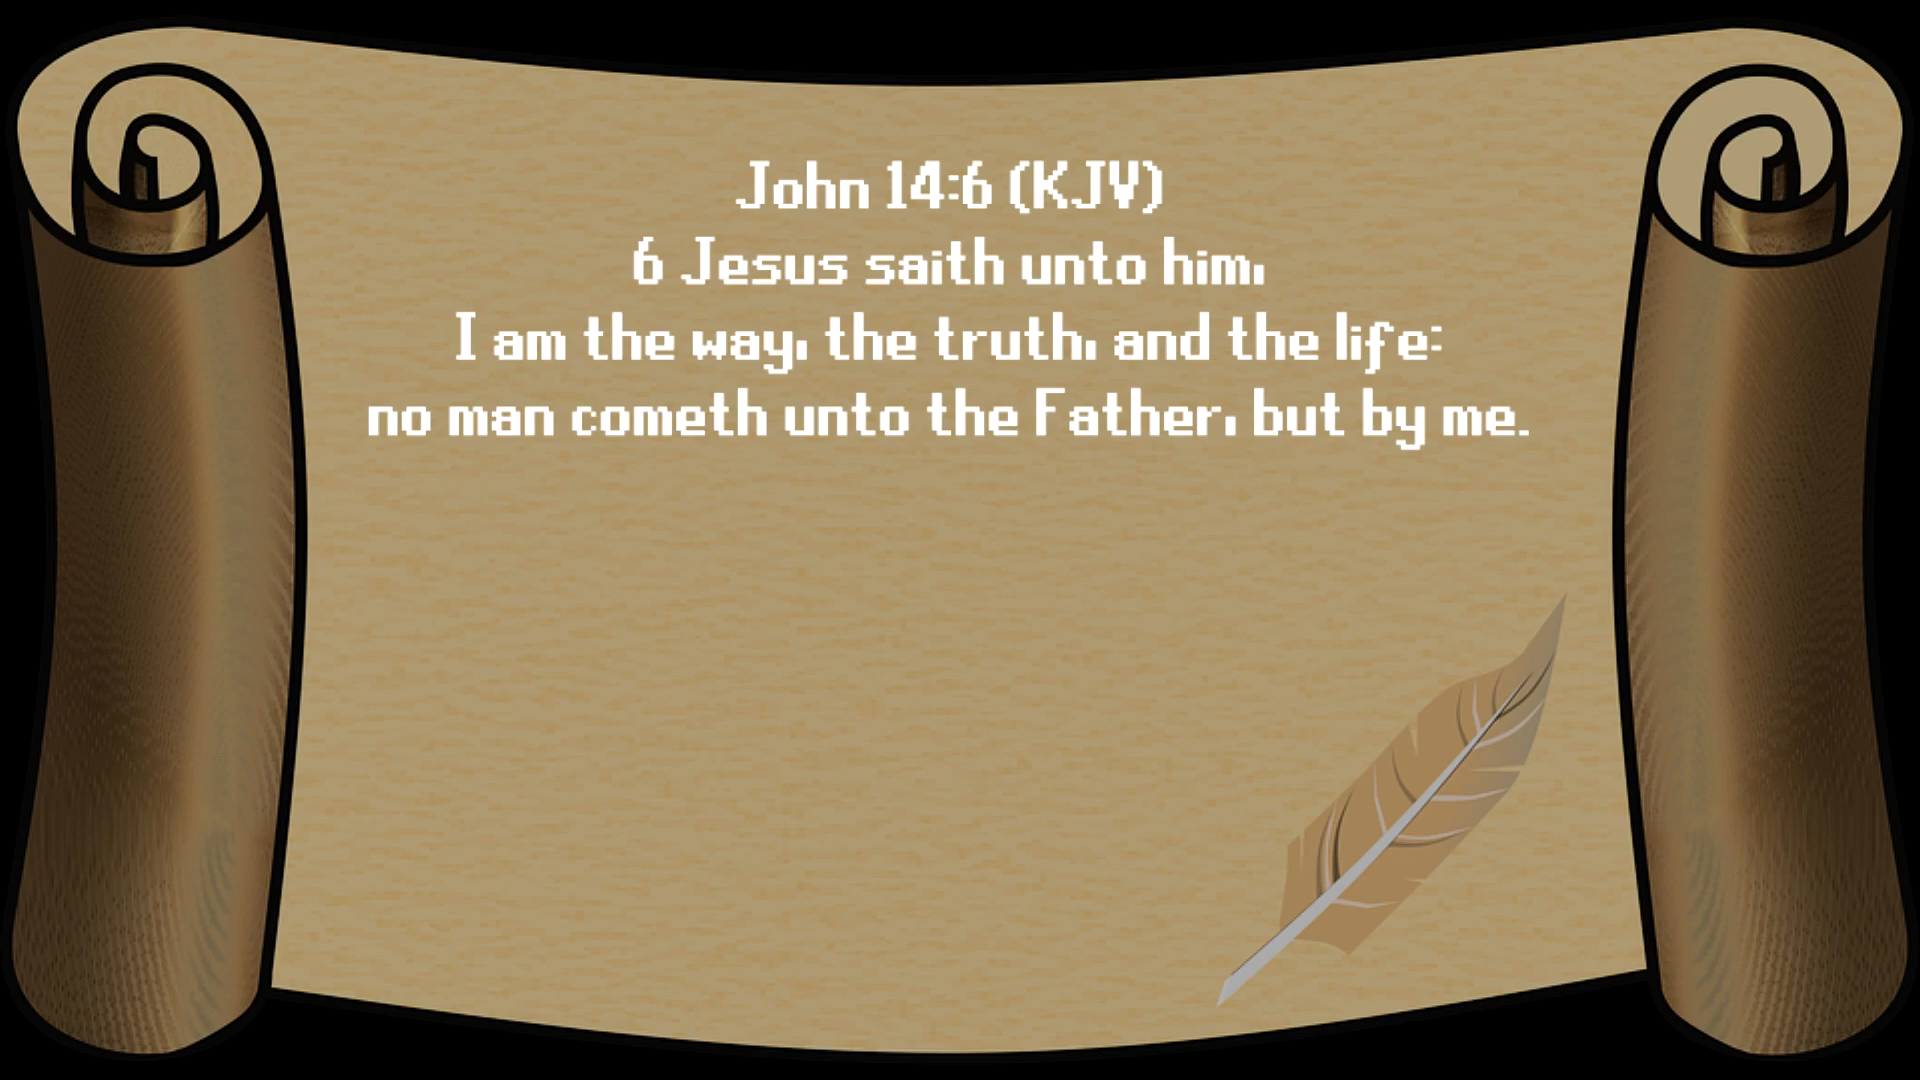 John 14:6 (KJV)
6 Jesus saith unto him,
I am the way, the truth, and the life:
no man cometh unto the Father, but by me.